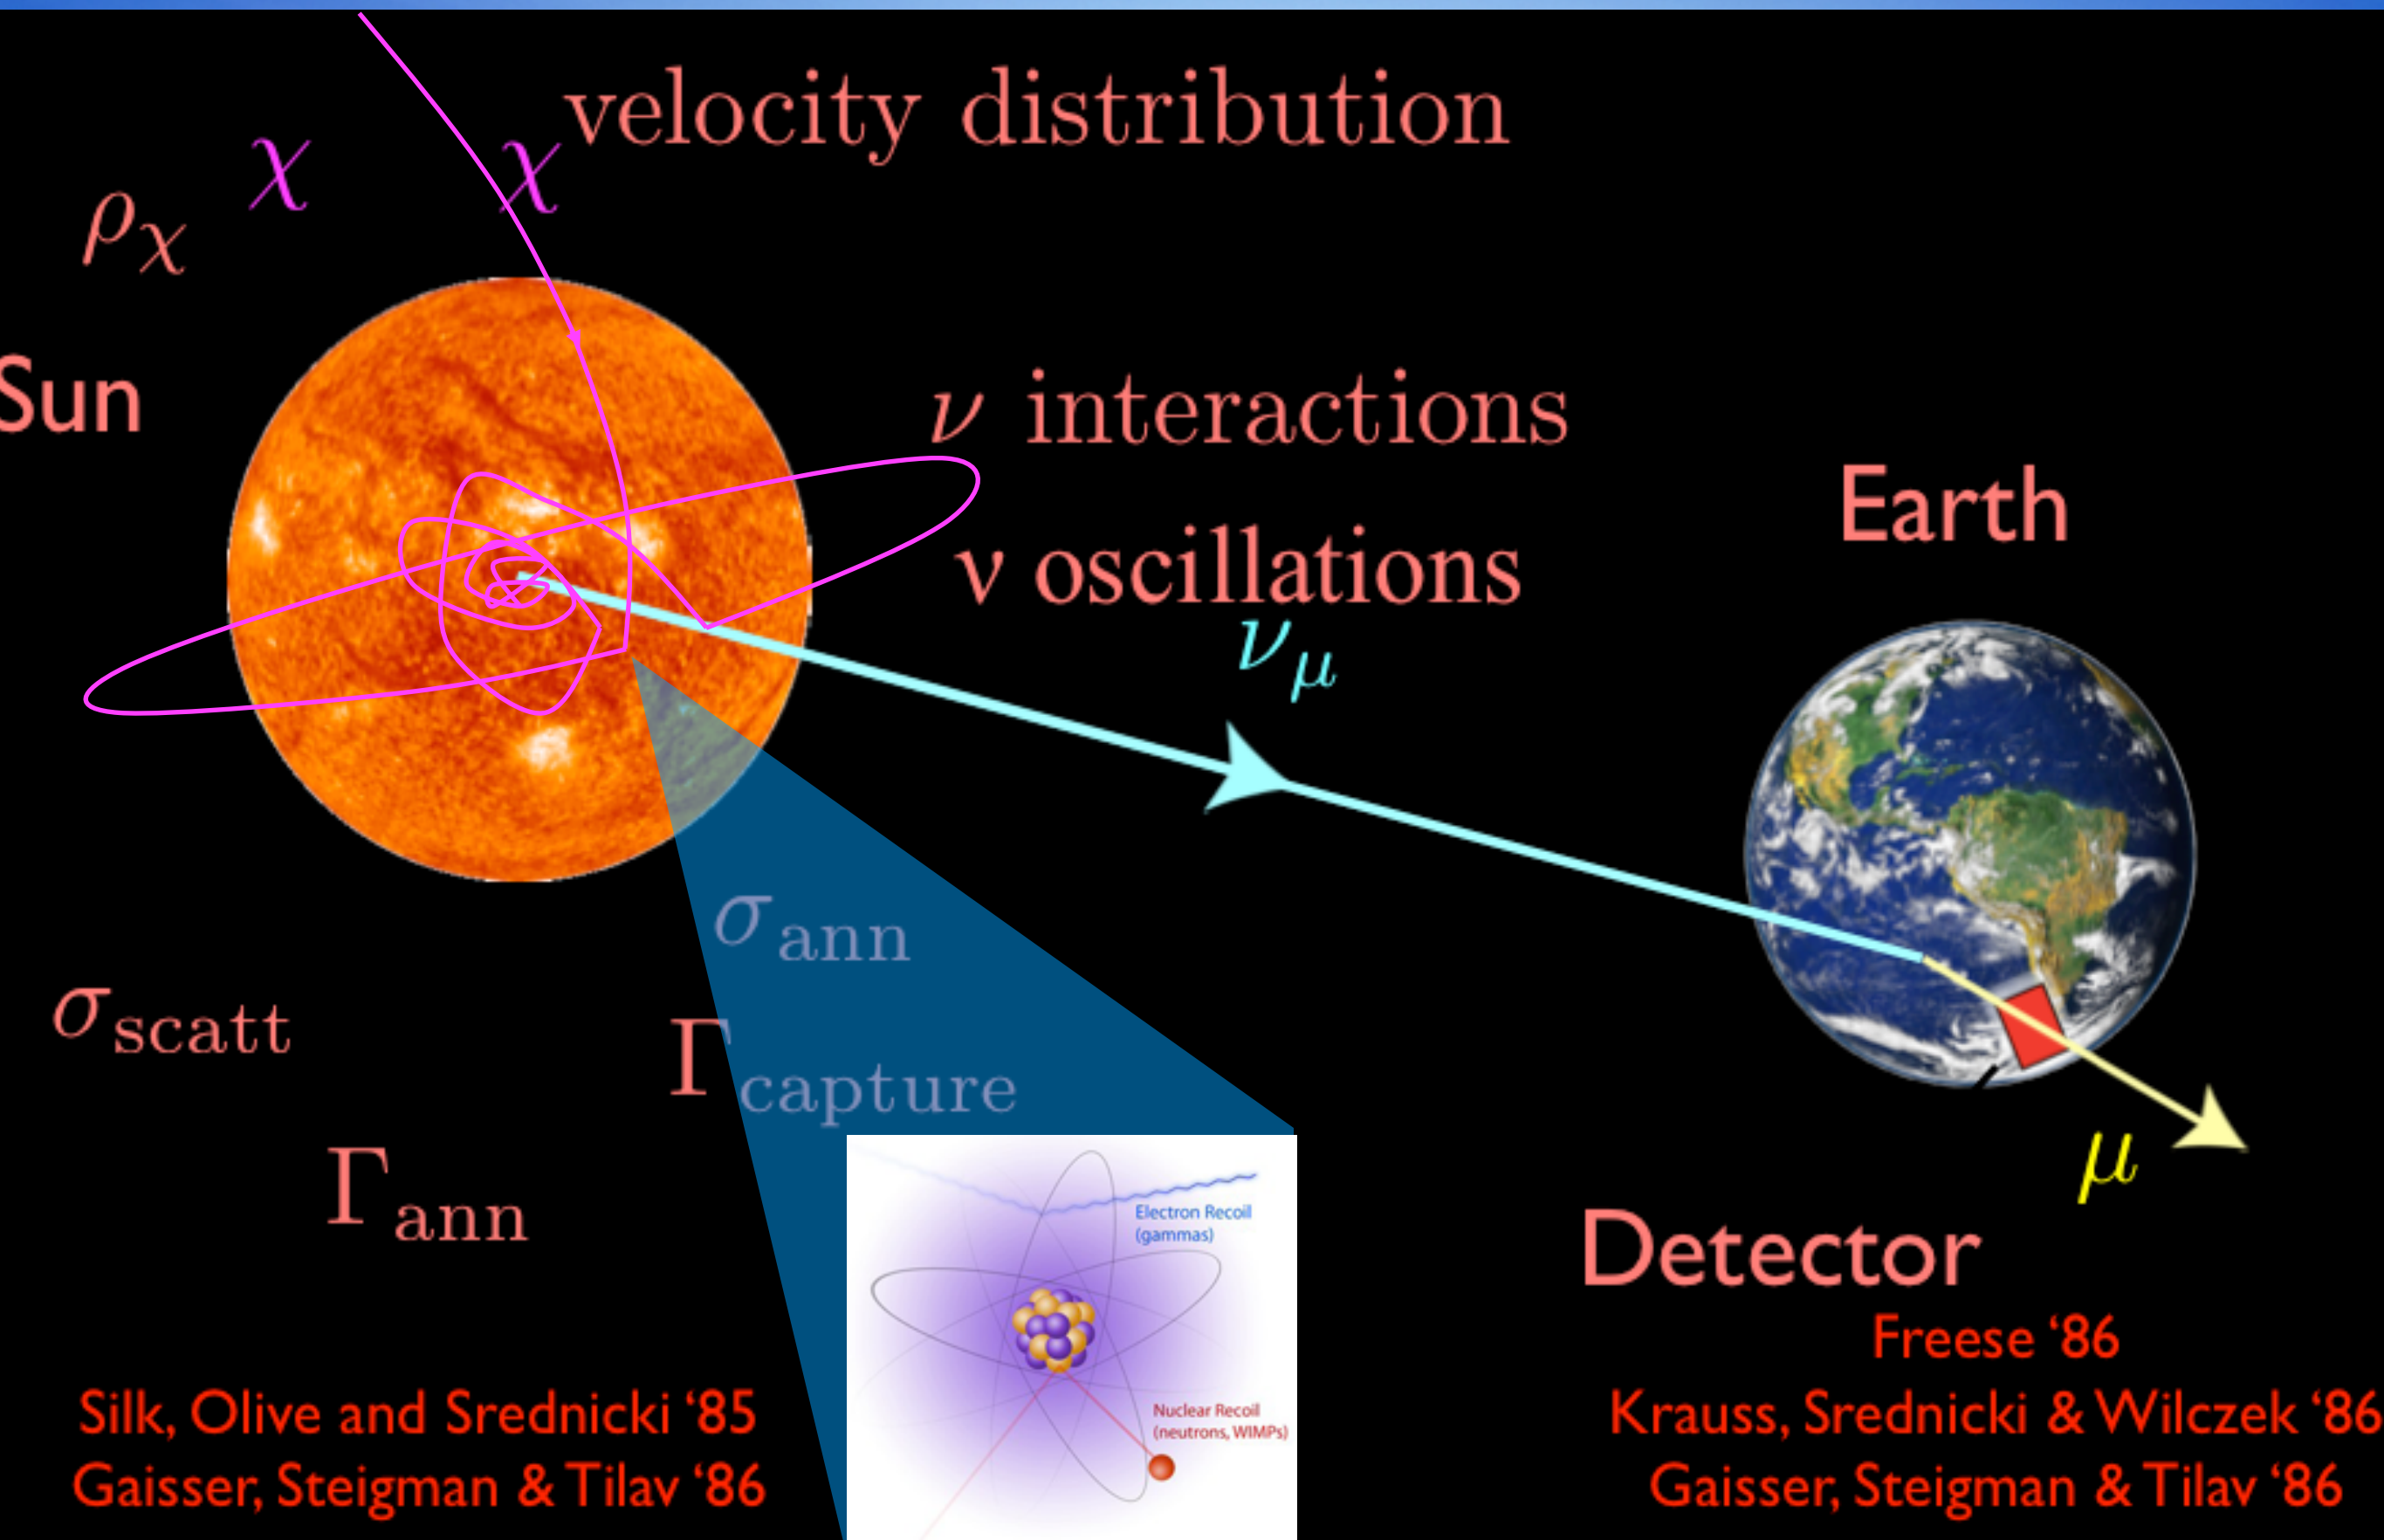 velocity distribution
χ χ
ρχ
Sun
ν interactions
ν oscillations
νμ
Earth
σann
σscatt
Γcapture
Γann
Electron Recoil
(gammas)
Nuclear Recoil
(neutrons, WIMPs)
μ
Detector
Silk, Olive and Srednicki ‘85
Gaisser, Steigman & Tilav ‘86
Freese ‘86
Krauss, Srednicki & Wilczek ‘86
Gaisser, Steigman & Tilav ‘86